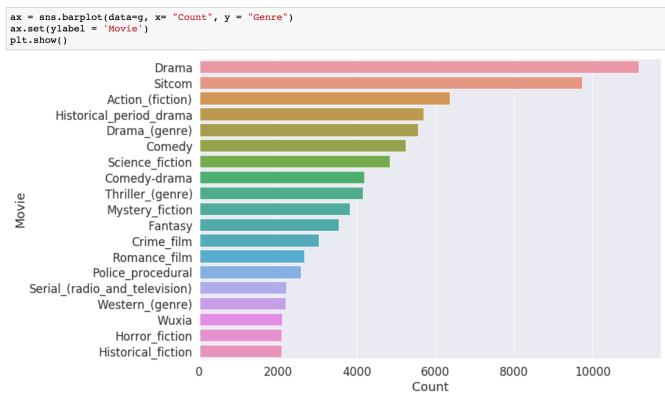 ax = sns.barplot(data=g, x= "Count", y = "Genre")
ax.set(ylabel = 'Movie')
plt.show()
Drama
Sitcom
Action_(fiction)
Historical_period_drama
Drama_(genre)
Comedy
Science_fiction
Comedy-drama
Thriller_(genre)
Mystery_fiction
Fantasy
Crime_film
Romance_film
Police_procedural
Serial_(radio_and_television)
Western_(genre)
Wuxia
Horror_fiction
Historical_fiction
Movie
0 2000 4000 6000 8000 10000
Count